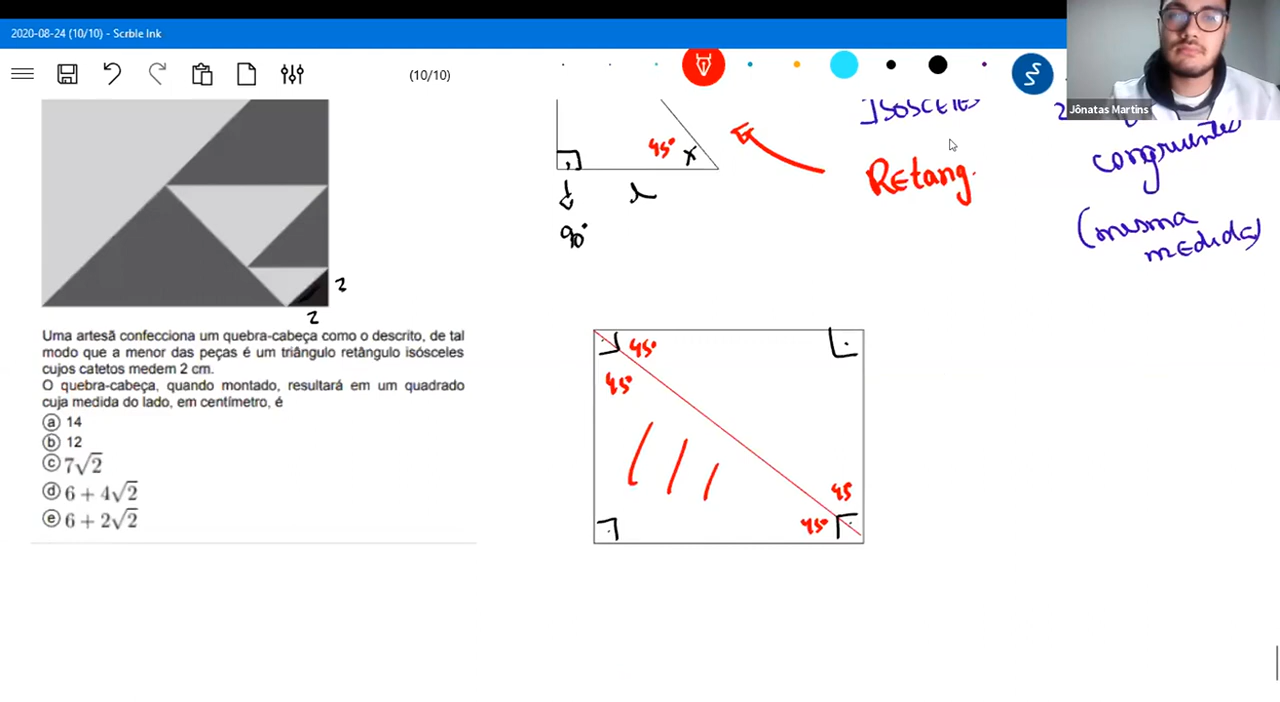 2020-08-24 (10/10) - Scrble Ink
(10/10)
Jônatas Martins
Isósceles
45°
x
Retang.
congruentes
(mesma
medida)
l
90°
2
2
Uma artesã confecciona um quebra-cabeça como o descrito, de tal
modo que a menor das peças é um triângulo retângulo isósceles
cujos catetos medem 2 cm.
O quebra-cabeça, quando montado, resultará em um quadrado
cuja medida do lado, em centímetro, é
a 14
b 12
c 7√2
d 6 + 4√2
e 6 + 2√2
45°
45°
45
45°